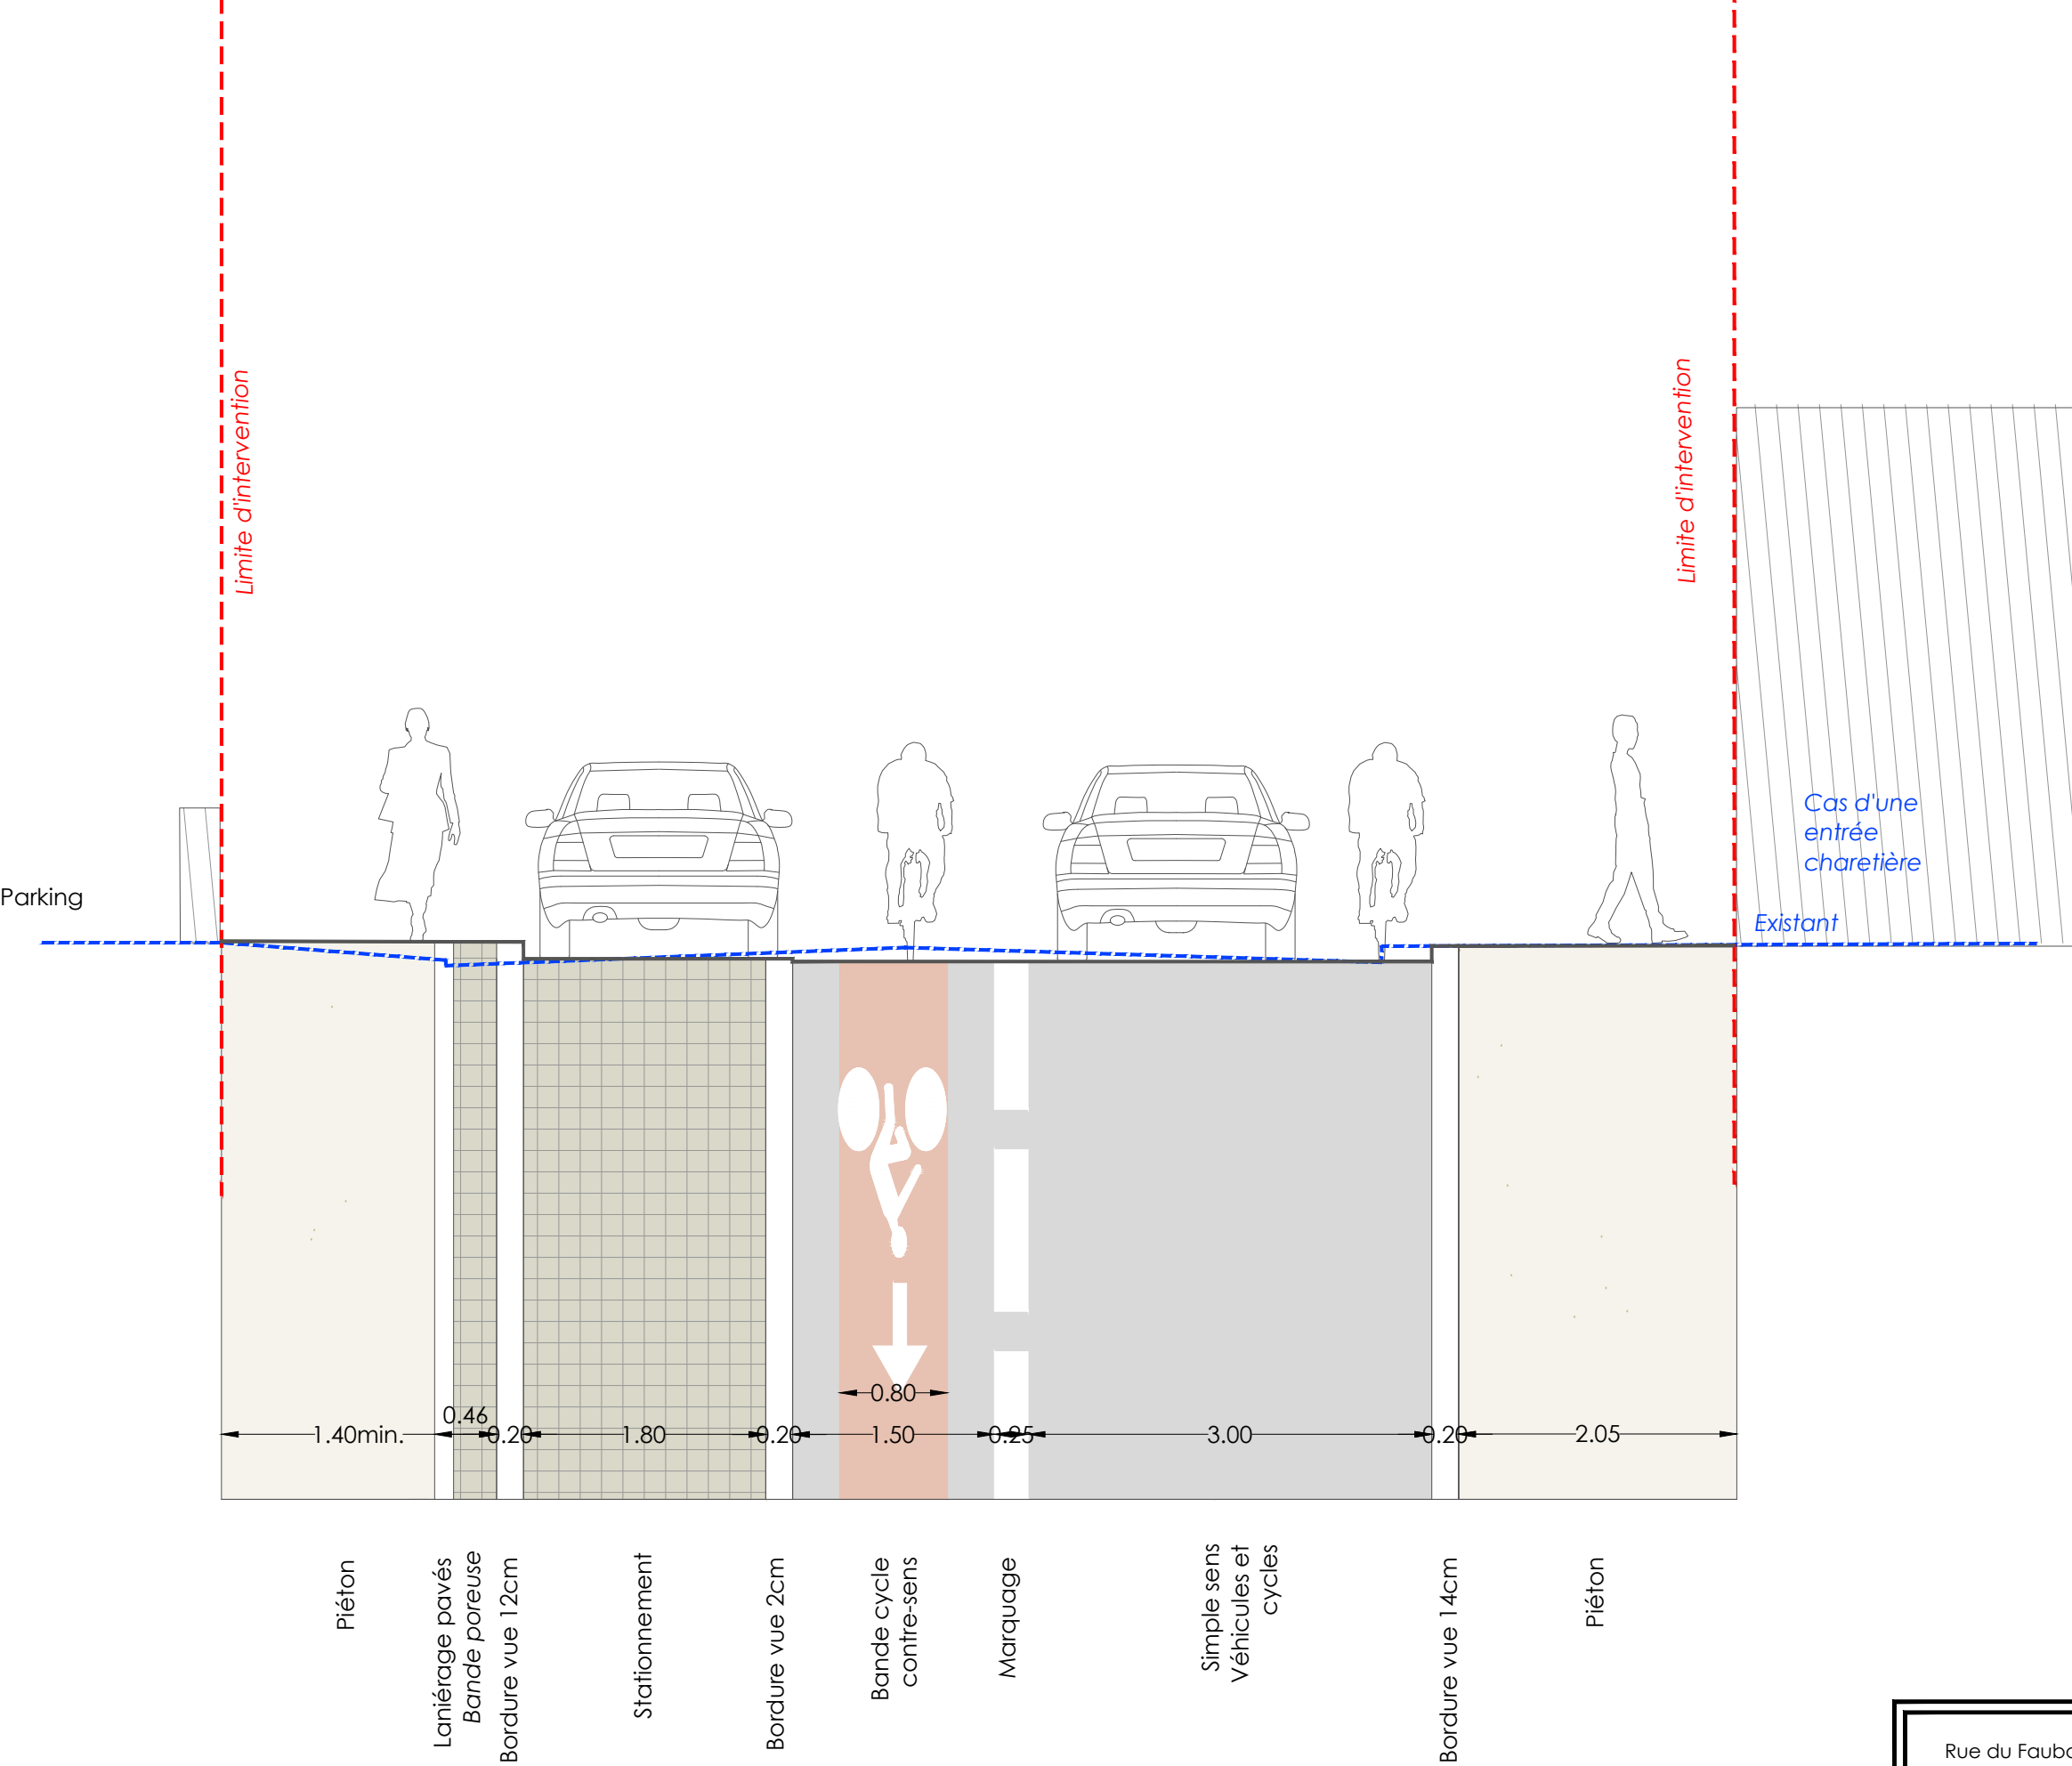 Limite d'intervention
Limite d'intervention
Cas d'une
entrée
charetière
Parking
Existant
0.80
0.46
1.40min.
0.20
1.80
0.20
1.50
0.25
3.00
0.20
2.05
Piéton
Laniérage pavés
Bande poreuse
Bordure vue 12cm
Stationnement
Bordure vue 2cm
Bande cycle
contre-sens
Marquage
Simple sens
Véhicules et
cycles
Bordure vue 14cm
Piéton
Rue du Faubo